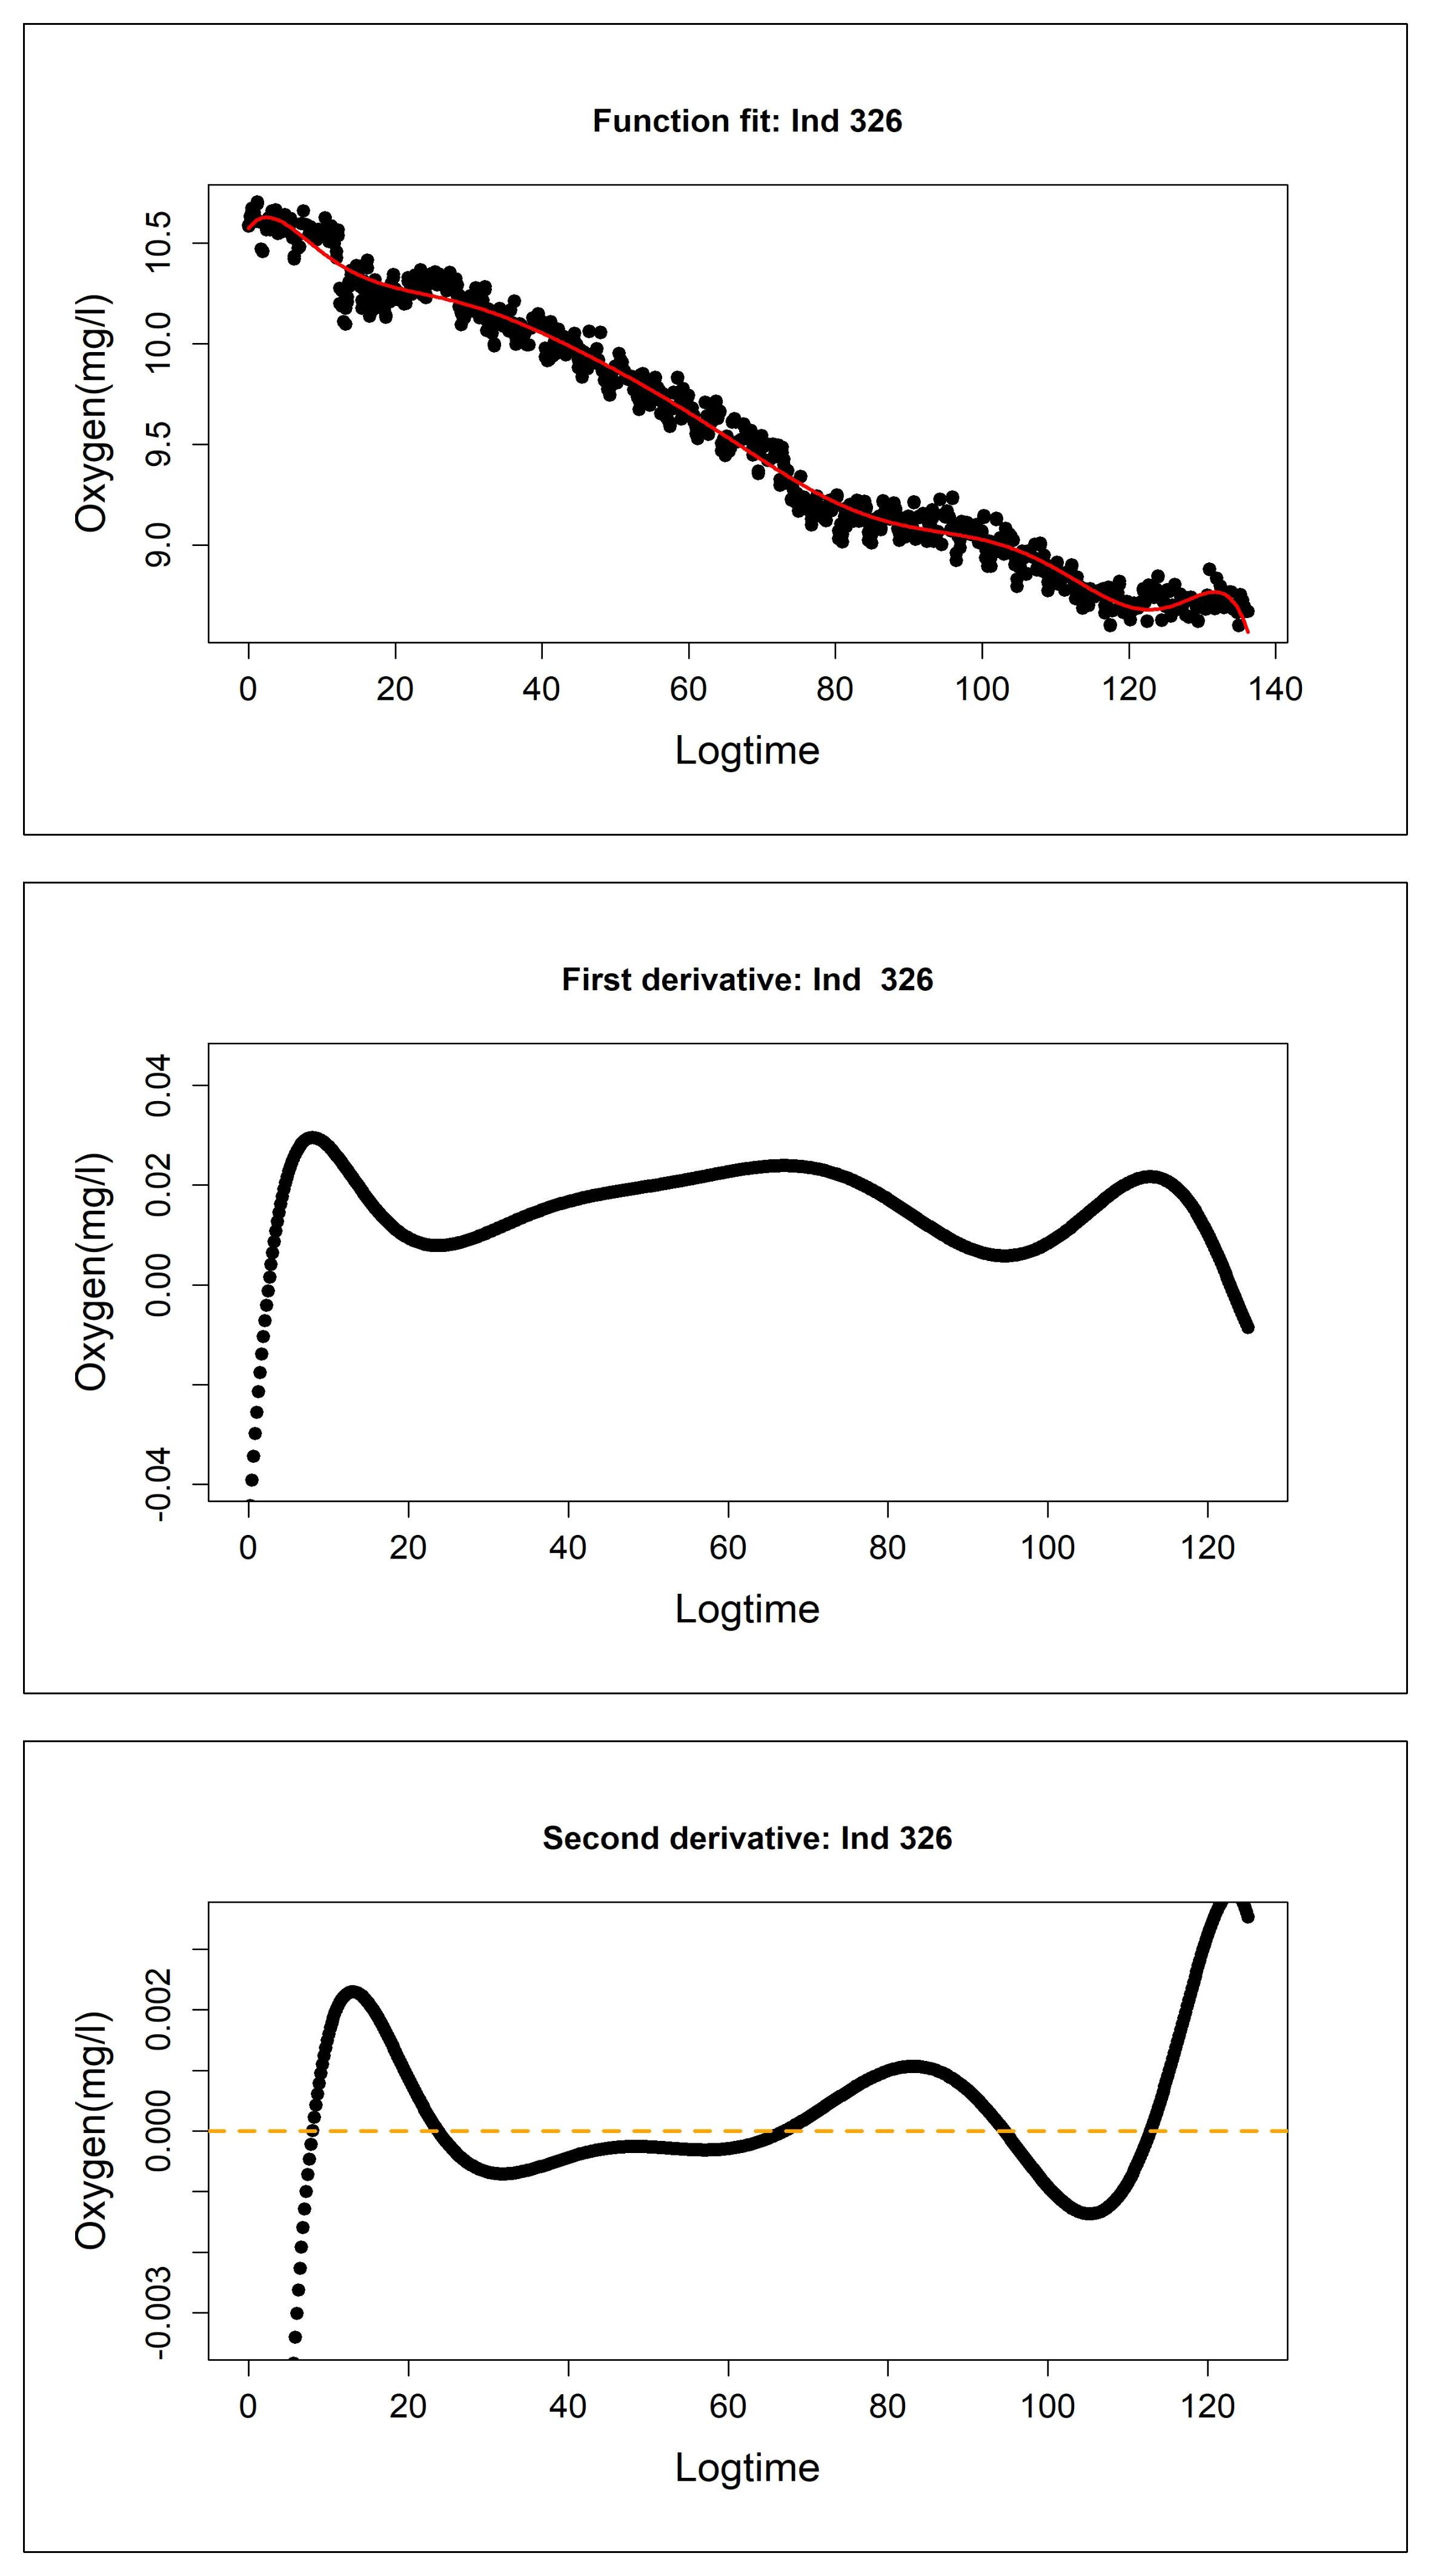 Function fit: Ind 326
10.5
10.0
9.5
9.0
Oxygen(mg/l)
0 20 40 60 80 100 120 140
Logtime
First derivative: Ind  326
0.04
0.02
0.00
-0.04
Oxygen(mg/l)
0 20 40 60 80 100 120
Logtime
Second derivative: Ind 326
0.002
0.000
-0.003
Oxygen(mg/l)
0 20 40 60 80 100 120
Logtime